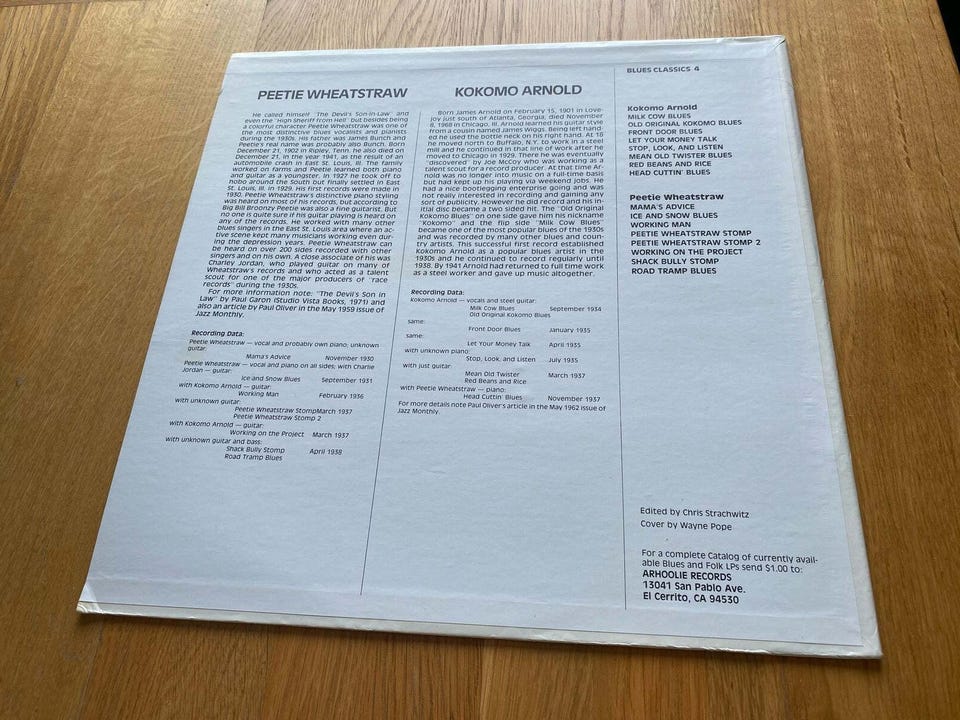 PEETIE WHEATSTRAW
He called himself "The Devil's Son-in-Law" and
even the "High Sheriff from Hell" but besides being
a colorful character Peetie Wheatstraw was one of
the most distinctive blues vocalists and pianists
during the 1930s. His father was James Bunch and
Peetie's real name was probably also Bunch. Born
December 21, 1902 in Ripley, Tenn. he also died on
December 21, in the year 1941, as the result of an
automobile crash in East St. Louis, Ill. The family
worked on farms and Peetie learned both piano
and guitar as a youngster. In 1927 he took off to
hobo around the South but finally settled in East
St. Louis, Ill. in 1929. His first records were made in
1930; Peetie Wheatstraw's distinctive piano styling
was heard on most of his records, but according to
Big Bill Broonzy Peetie was also a fine guitarist. But
no one is quite sure if his guitar playing is heard on
any of the records. He worked with many other
blues singers in the East St. Louis area where an ac-
tive scene kept many musicians working even dur-
ing the depression years. Peetie Wheatstraw can
be heard on over 200 sides recorded with other
singers and on his own. A close associate of his was
Charley Jordan, who played guitar on many of
Wheatstraw's records and who acted as a talent
scout for one of the major producers of "race
records" during the 1930s.
For more information note: "The Devil's Son in
Law" by Paul Garon (Studio Vista Books, 1971) and
also an article by Paul Oliver in the May 1959 issue of
Jazz Monthly.
Recording Data:
Peetie Wheatstraw — vocal and probably own piano; unknown
guitar:
Mama's Advice November 1930
Peetie Wheatstraw — vocal and piano on all sides; with Charlie
Jordan — guitar:
Ice and Snow Blues September 1931
with Kokomo Arnold — guitar:
Working Man February 1936
with unknown guitar:
Peetie Wheatstraw StompMarch 1937
Peetie Wheatstraw Stomp 2
with Kokomo Arnold — guitar:
Working on the Project March 1937
with unknown guitar and bass:
Shack Bully Stomp April 1938
Road Tramp Blues
KOKOMO ARNOLD
Born James Arnold on February 15, 1901 in Love-
joy just south of Atlanta, Georgia, died November
8, 1968 in Chicago, Ill. Arnold learned his guitar style
from a cousin named James Wiggs. Being left hand-
ed he used the bottle neck on his right hand. At 18
he moved north to Buffalo, N.Y. to work in a steel
mill and he continued in that line of work after he
moved to Chicago in 1929. There he was eventually
"discovered" by Joe McCoy who was working as a
talent scout for a record producer. At that time Ar-
nold was no longer into music on a full-time basis
but had kept up his playing via weekend jobs. He
had a nice bootlegging enterprise going and was
not really interested in recording and gaining any
sort of publicity. However he did record and his in-
itial disc became a two sided hit. The "Old Original
Kokomo Blues" on one side gave him his nickname
"Kokomo" and the flip side "Milk Cow Blues"
became one of the most popular blues of the 1930s
and was recorded by many other blues and coun-
try artists. This successful first record established
Kokomo Arnold as a popular blues artist in the
1930s and he continued to record regularly until
1938. By 1941 Arnold had returned to full time work
as a steel worker and gave up music altogether.
Recording Data:
Kokomo Arnold — vocals and steel guitar:
Milk Cow Blues September 1934
Old Original Kokomo Blues
same:
Front Door Blues January 1935
same:
Let Your Money Talk April 1935
with unknown piano:
Stop, Look, and Listen July 1935
with just guitar:
Mean Old Twister March 1937
Red Beans and Rice
with Peetie Wheatstraw — piano:
Head Cuttin' Blues November 1937
For more details note Paul Oliver's article in the May 1962 issue of
Jazz Monthly.
BLUES CLASSICS 4
Kokomo Arnold
MILK COW BLUES
OLD ORIGINAL KOKOMO BLUES
FRONT DOOR BLUES
LET YOUR MONEY TALK
STOP, LOOK, AND LISTEN
MEAN OLD TWISTER BLUES
RED BEANS AND RICE
HEAD CUTTIN' BLUES
Peetie Wheatstraw
MAMA'S ADVICE
ICE AND SNOW BLUES
WORKING MAN
PEETIE WHEATSTRAW STOMP
PEETIE WHEATSTRAW STOMP 2
WORKING ON THE PROJECT
SHACK BULLY STOMP
ROAD TRAMP BLUES
Edited by Chris Strachwitz
Cover by Wayne Pope
For a complete Catalog of currently avail-
able Blues and Folk LPs send $1.00 to:
ARHOOLIE RECORDS
13041 San Pablo Ave.
El Cerrito, CA 94530